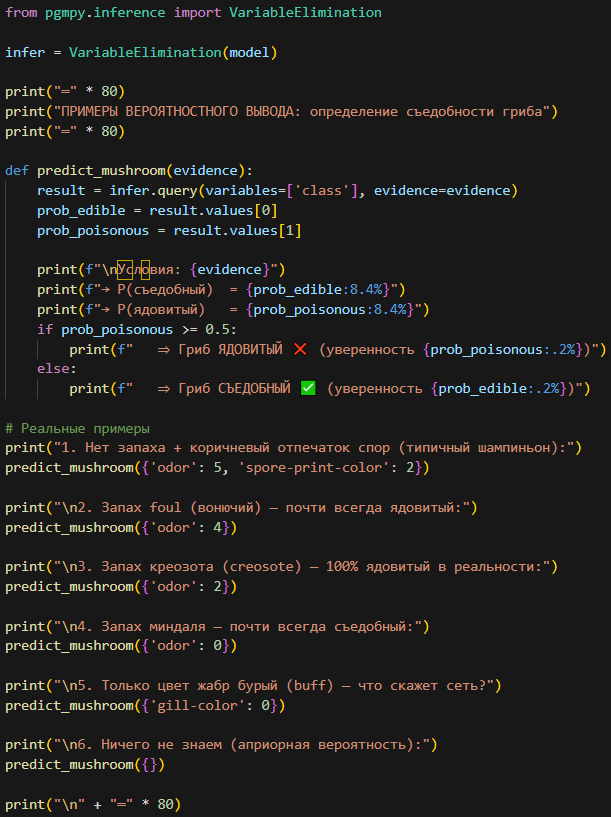 from pgmpy.inference import VariableElimination
infer = VariableElimination(model)
print("═" * 80)
print("ПРИМЕРЫ ВЕРОЯТНОСТНОГО ВЫВОДА: определение съедобности гриба")
print("═" * 80)
def predict_mushroom(evidence):
    result = infer.query(variables=['class'], evidence=evidence)
    prob_edible = result.values[0]
    prob_poisonous = result.values[1]
    print(f"\nУсловия: {evidence}")
    print(f"→ P(съедобный)  = {prob_edible:8.4%}")
    print(f"→ P(ядовитый)   = {prob_poisonous:8.4%}")
    if prob_poisonous >= 0.5:
        print(f"   ⇒ Гриб ЯДОВИТЫЙ ❌ (уверенность {prob_poisonous:.2%})")
    else:
        print(f"   ⇒ Гриб СЪЕДОБНЫЙ ✅ (уверенность {prob_edible:.2%})")
# Реальные примеры
print("1. Нет запаха + коричневый отпечаток спор (типичный шампиньон):")
predict_mushroom({'odor': 5, 'spore-print-color': 2})
print("\n2. Запах foul (вонючий) — почти всегда ядовитый:")
predict_mushroom({'odor': 4})
print("\n3. Запах креозота (creosote) — 100% ядовитый в реальности:")
predict_mushroom({'odor': 2})
print("\n4. Запах миндаля — почти всегда съедобный:")
predict_mushroom({'odor': 0})
print("\n5. Только цвет жабр бурый (buff) — что скажет сеть?")
predict_mushroom({'gill-color': 0})
print("\n6. Ничего не знаем (априорная вероятность):")
predict_mushroom({})
print("\n" + "═" * 80)